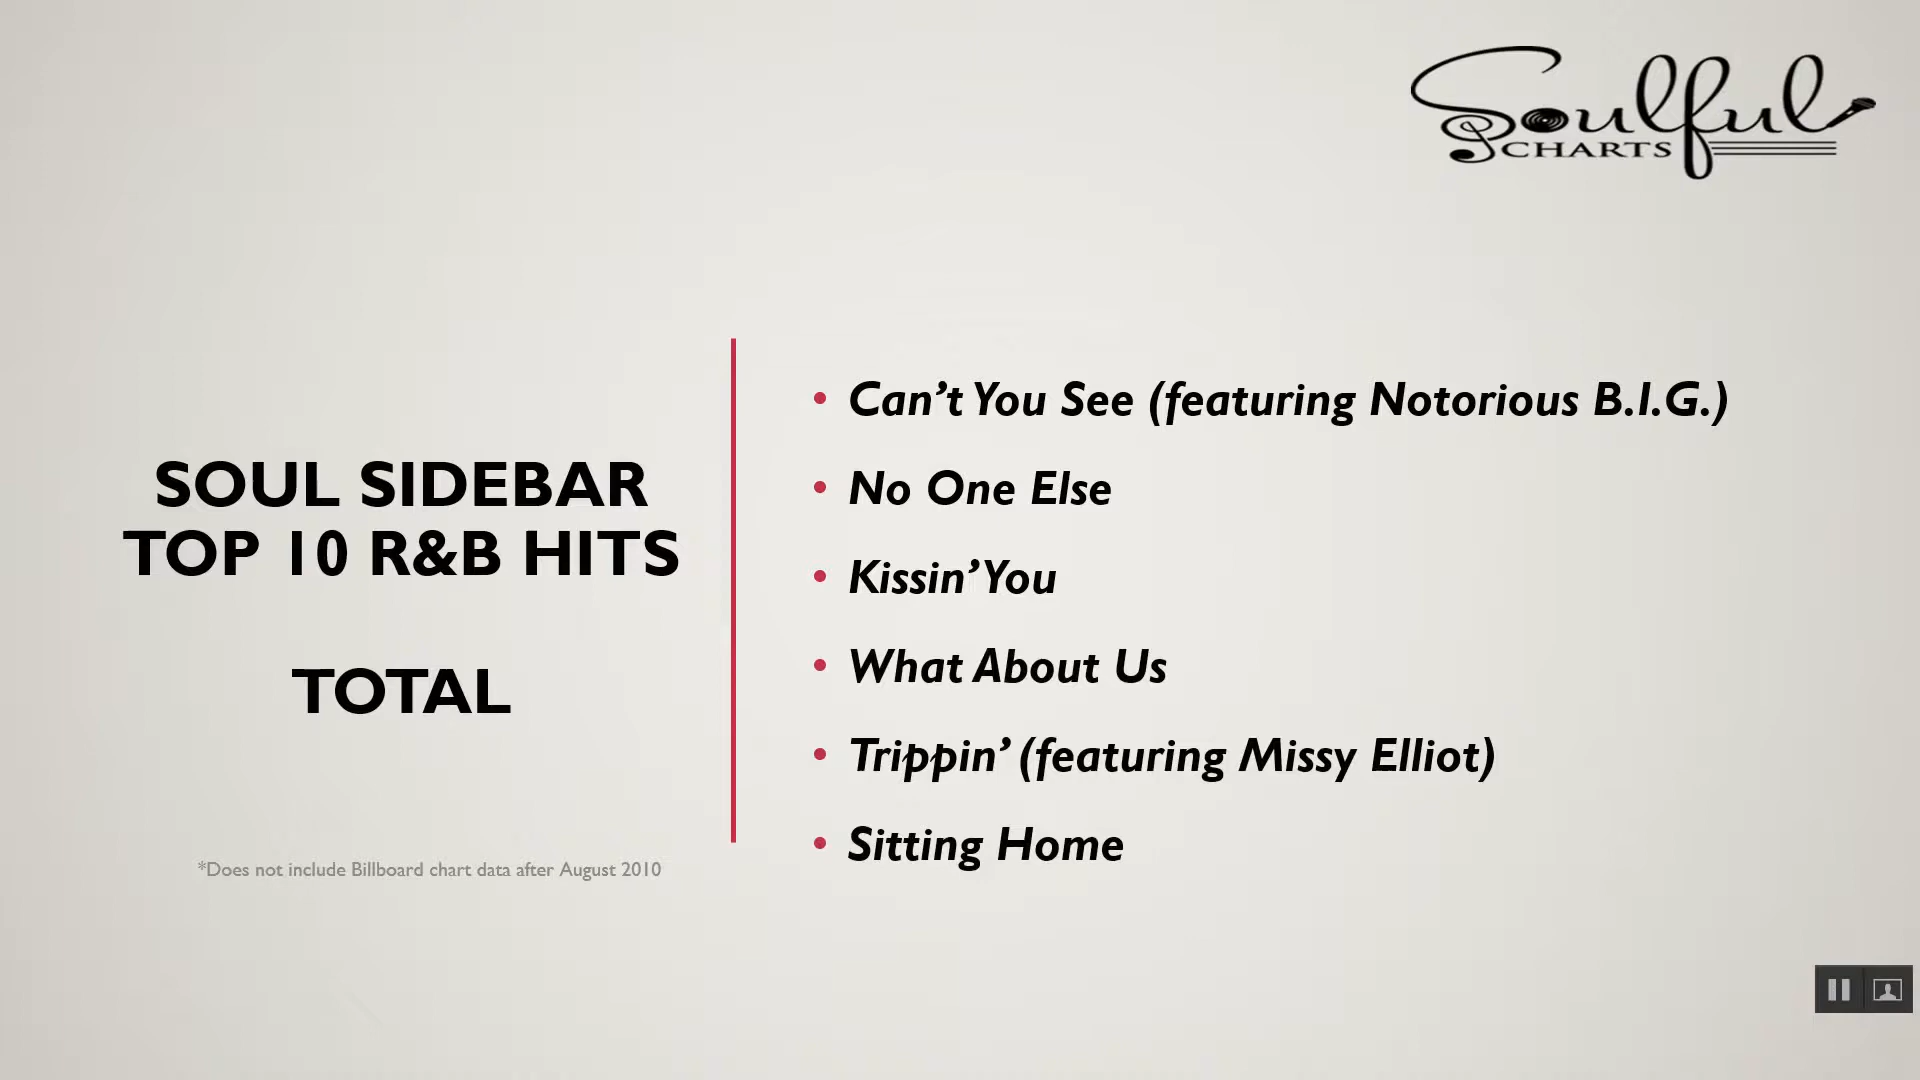 Soulful
CHARTS
SOUL SIDEBAR
TOP 10 R&B HITS
TOTAL
*Does not include Billboard chart data after August 2010
• Can’t You See (featuring Notorious B.I.G.)
• No One Else
• Kissin’ You
• What About Us
• Trippin’ (featuring Missy Elliot)
• Sitting Home